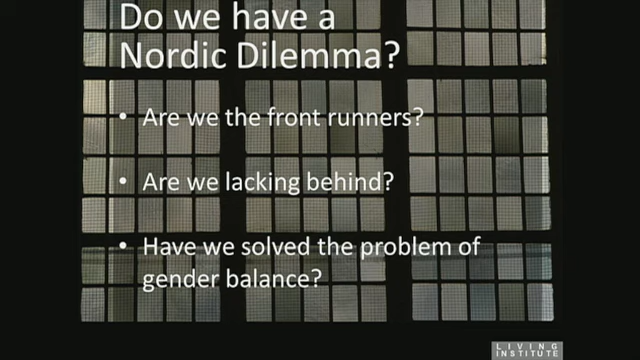 Do we have a
Nordic Dilemma?
• Are we the front runners?
• Are we lacking behind?
• Have we solved the problem of
gender balance?
LIVING
INSTITUTE